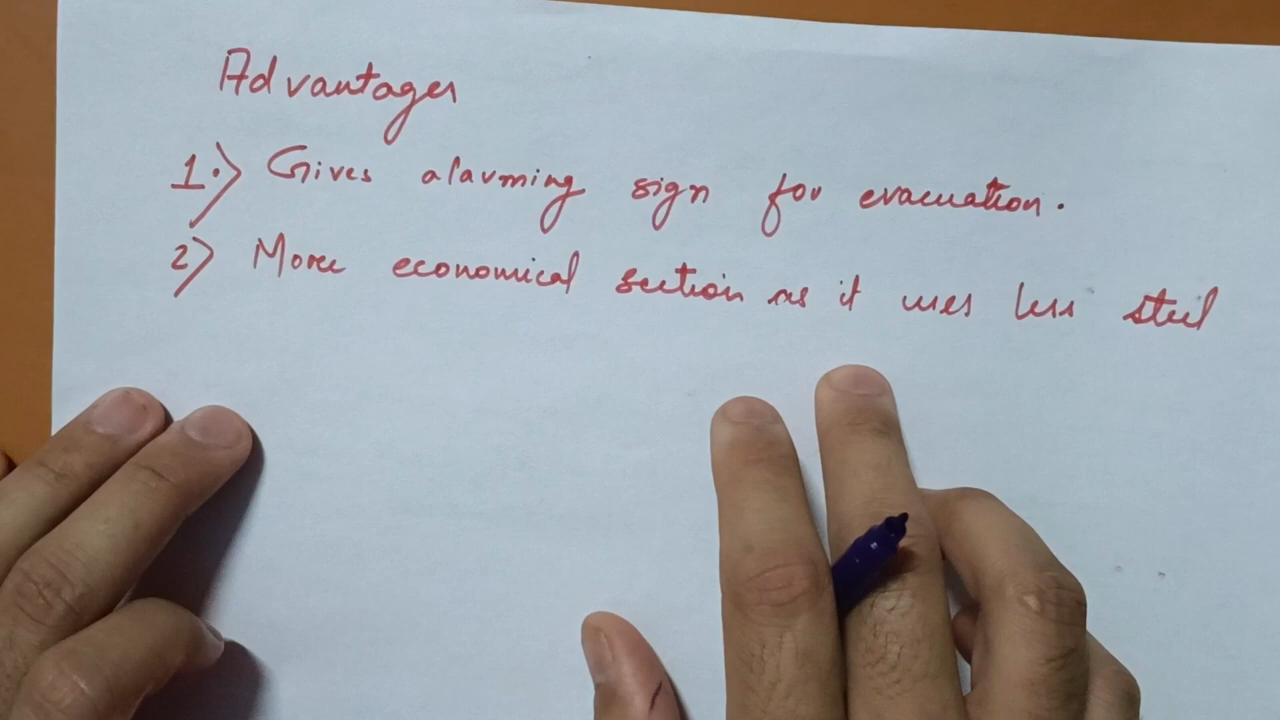 Advantages
1.) Gives alarming sign for evacuation.
2) More economical section as it uses less steel